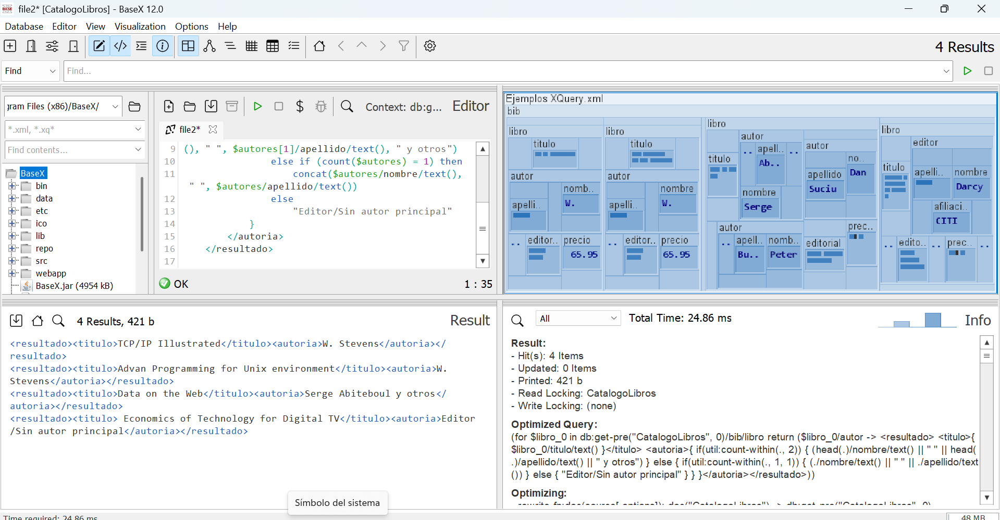 file2* [CatalogoLibros] - BaseX 12.0
Database Editor View Visualization Options Help
4 Results
Find
Find...
gram Files (x86)/BaseX/
*.xml, *.xq*
Find contents...
BaseX
bin
data
etc
ico
lib
repo
src
webapp
BaseX.jar (4954 kB)
Context: db:g...
Editor
file2*
9 (), " ", $autores[1]/apellido/text(), " y otros")
10 else if (count($autores) = 1) then
11 concat($autores/nombre/text(),
" ", $autores/apellido/text())
12 else
13 "Editor/Sin autor principal"
14 }
15 </autoria>
16 </resultado>
17
OK
1 : 35
Ejemplos XQuery.xml
bib
libro
titulo
autor
nomb..
W.
apelli..
..
editor..
precio
65.95
libro
titulo
autor
nombre
W.
apelli..
..
editor..
precio
65.95
libro
titulo
autor
..
apell..
..
Ab..
nombre
Serge
autor
no..
Dan
apellido
Suciu
autor
..
apell..
nomb..
Bu..
Peter
editorial
prec..
libro
titulo
editor
apelli..
nombre
Darcy
afiliaci..
CITI
..
edito..
..
prec..
..
4 Results, 421 b
Result
<resultado><titulo>TCP/IP Illustrated</titulo><autoria>W. Stevens</autoria></
resultado>
<resultado><titulo>Advan Programming for Unix environment</titulo><autoria>W.
Stevens</autoria></resultado>
<resultado><titulo>Data on the Web</titulo><autoria>Serge Abiteboul y otros</
autoria></resultado>
<resultado><titulo> Economics of Technology for Digital TV</titulo><autoria>Editor
/Sin autor principal</autoria></resultado>
All
Total Time: 24.86 ms
Info
Result:
- Hit(s): 4 Items
- Updated: 0 Items
- Printed: 421 b
- Read Locking: CatalogoLibros
- Write Locking: (none)
Optimized Query:
(for $libro_0 in db:get-pre("CatalogoLibros", 0)/bib/libro return ($libro_0/autor -> <resultado> <titulo>{
$libro_0/titulo/text() }</titulo> <autoria>{ if(util:count-within(., 2)) { (head(.)/nombre/text() || " " || head(
.)/apellido/text() || " y otros") } else { if(util:count-within(., 1, 1)) { (./nombre/text() || " " || ./apellido/text
()) } else { "Editor/Sin autor principal" } } }</autoria></resultado>))
Optimizing:
- rewrite fn:doc(source[,options]): doc("CatalogoLibros") -> db:get-pre("CatalogoLibros", 0)
Símbolo del sistema
Time required: 24.86 ms
48 MB